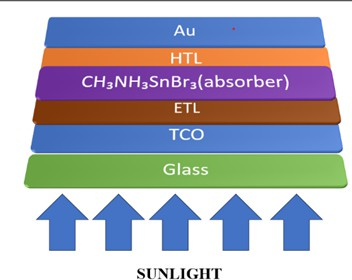 Au
HTL
CH₃NH₃SnBr₃(absorber)
ETL
TCO
Glass
SUNLIGHT